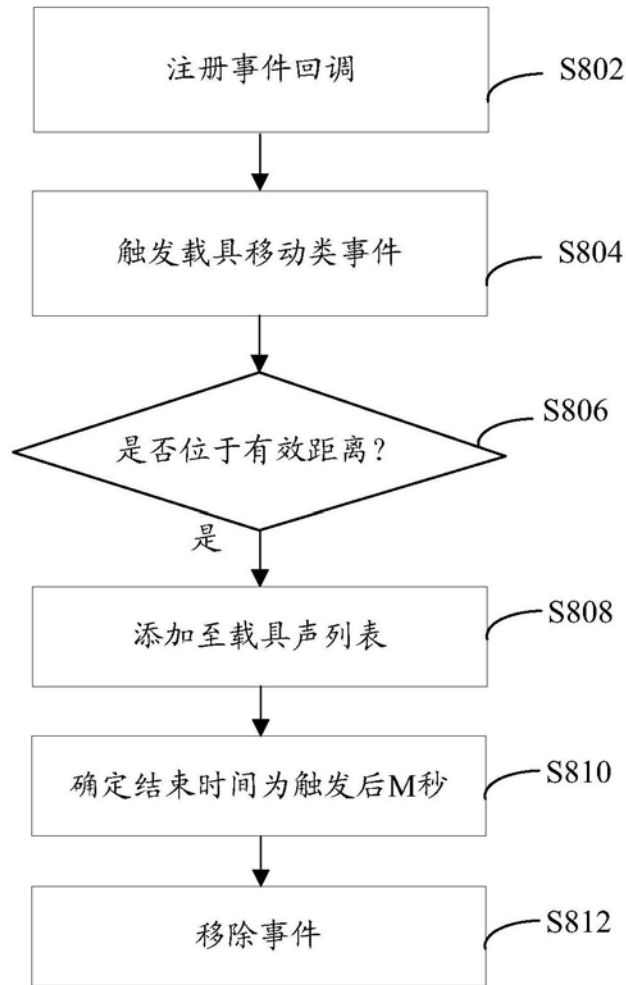 注册事件回调
S802
触发载具移动类事件
S804
是否位于有效距离?
S806
是
添加至载具声列表
S808
确定结束时间为触发后M秒
S810
移除事件
S812